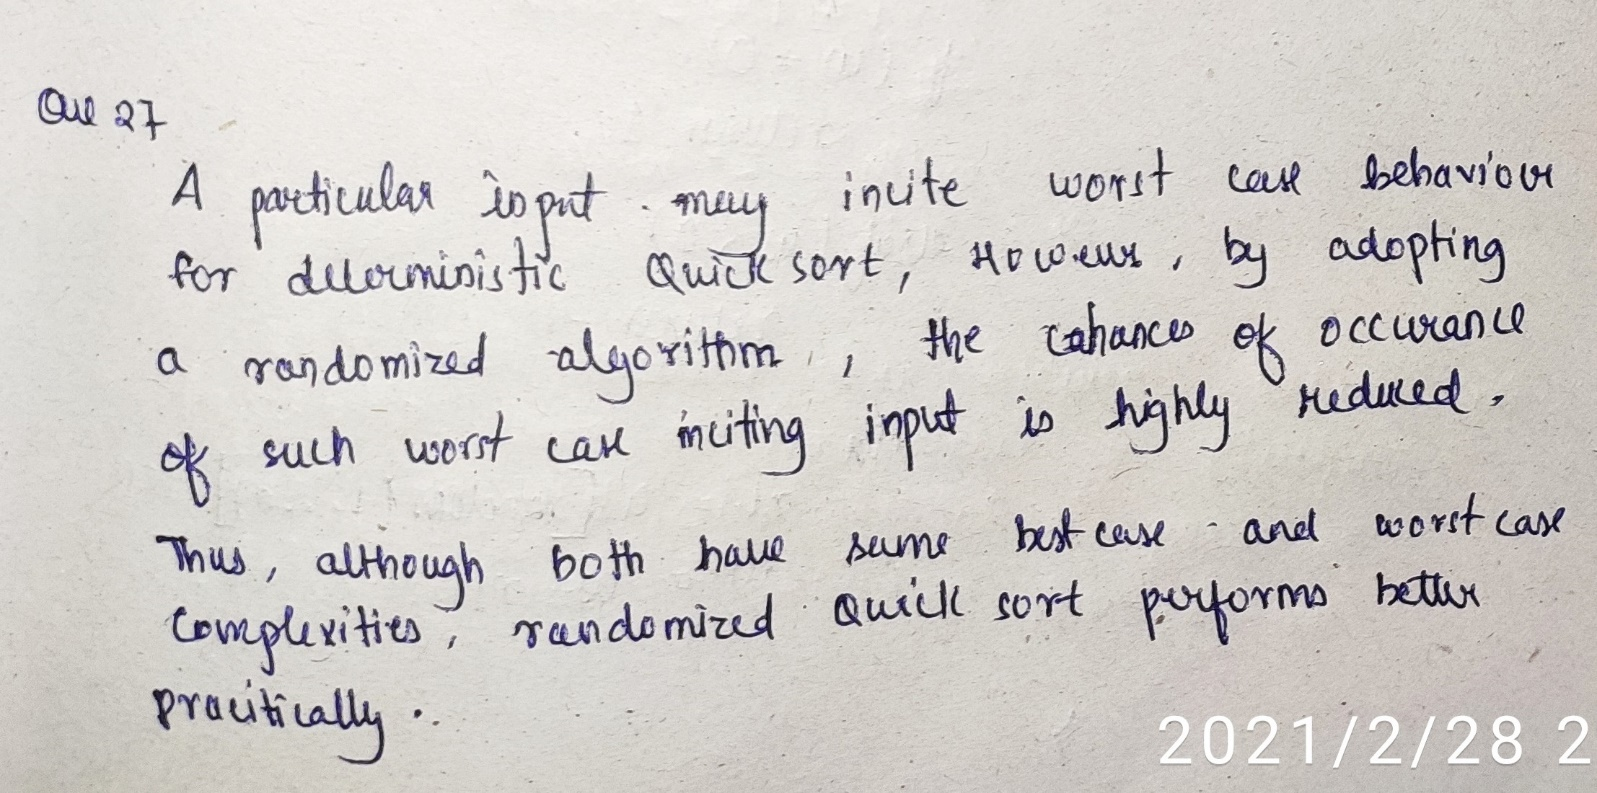 Que 27
A particular input may incite worst case behaviour
for deterministic Quick sort, However, by adopting
a randomized algorithm, the chances of occurance
of such worst case inciting input is highly reduced.
Thus, although both have same best case and worst case
complexities, randomized Quick sort performs better
pracitically.
2021/2/28 2